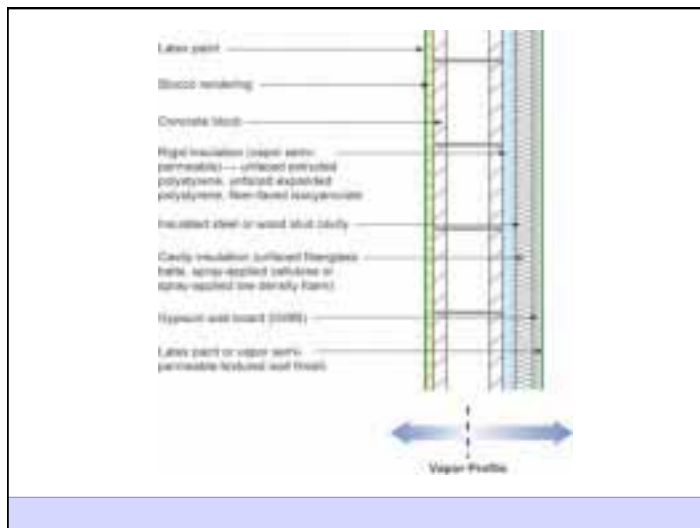 Latex paint
Stucco rendering
Concrete block
Rigid insulation (vapor semi-
permeable) — unfaced extruded
polystyrene, unfaced expanded
polystyrene, fiber-faced isocyanurate
Insulated steel or wood stud cavity
Cavity insulation (unfaced fiberglass
batts, spray-applied cellulose or
spray-applied low density foam)
Gypsum wall board
Latex paint or vapor semi-
permeable textured wall finish
Vapor Profile